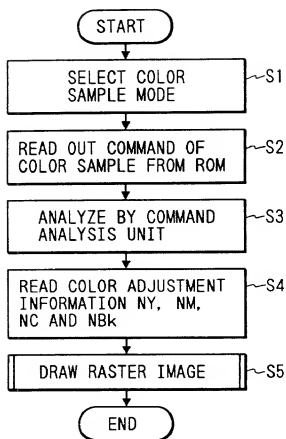 START
SELECT COLOR
SAMPLE MODE
S1
READ OUT COMMAND OF
COLOR SAMPLE FROM ROM
S2
ANALYZE BY COMMAND
ANALYSIS UNIT
S3
READ COLOR ADJUSTMENT
INFORMATION NY, NM,
NC AND NBk
S4
DRAW RASTER IMAGE
S5
END